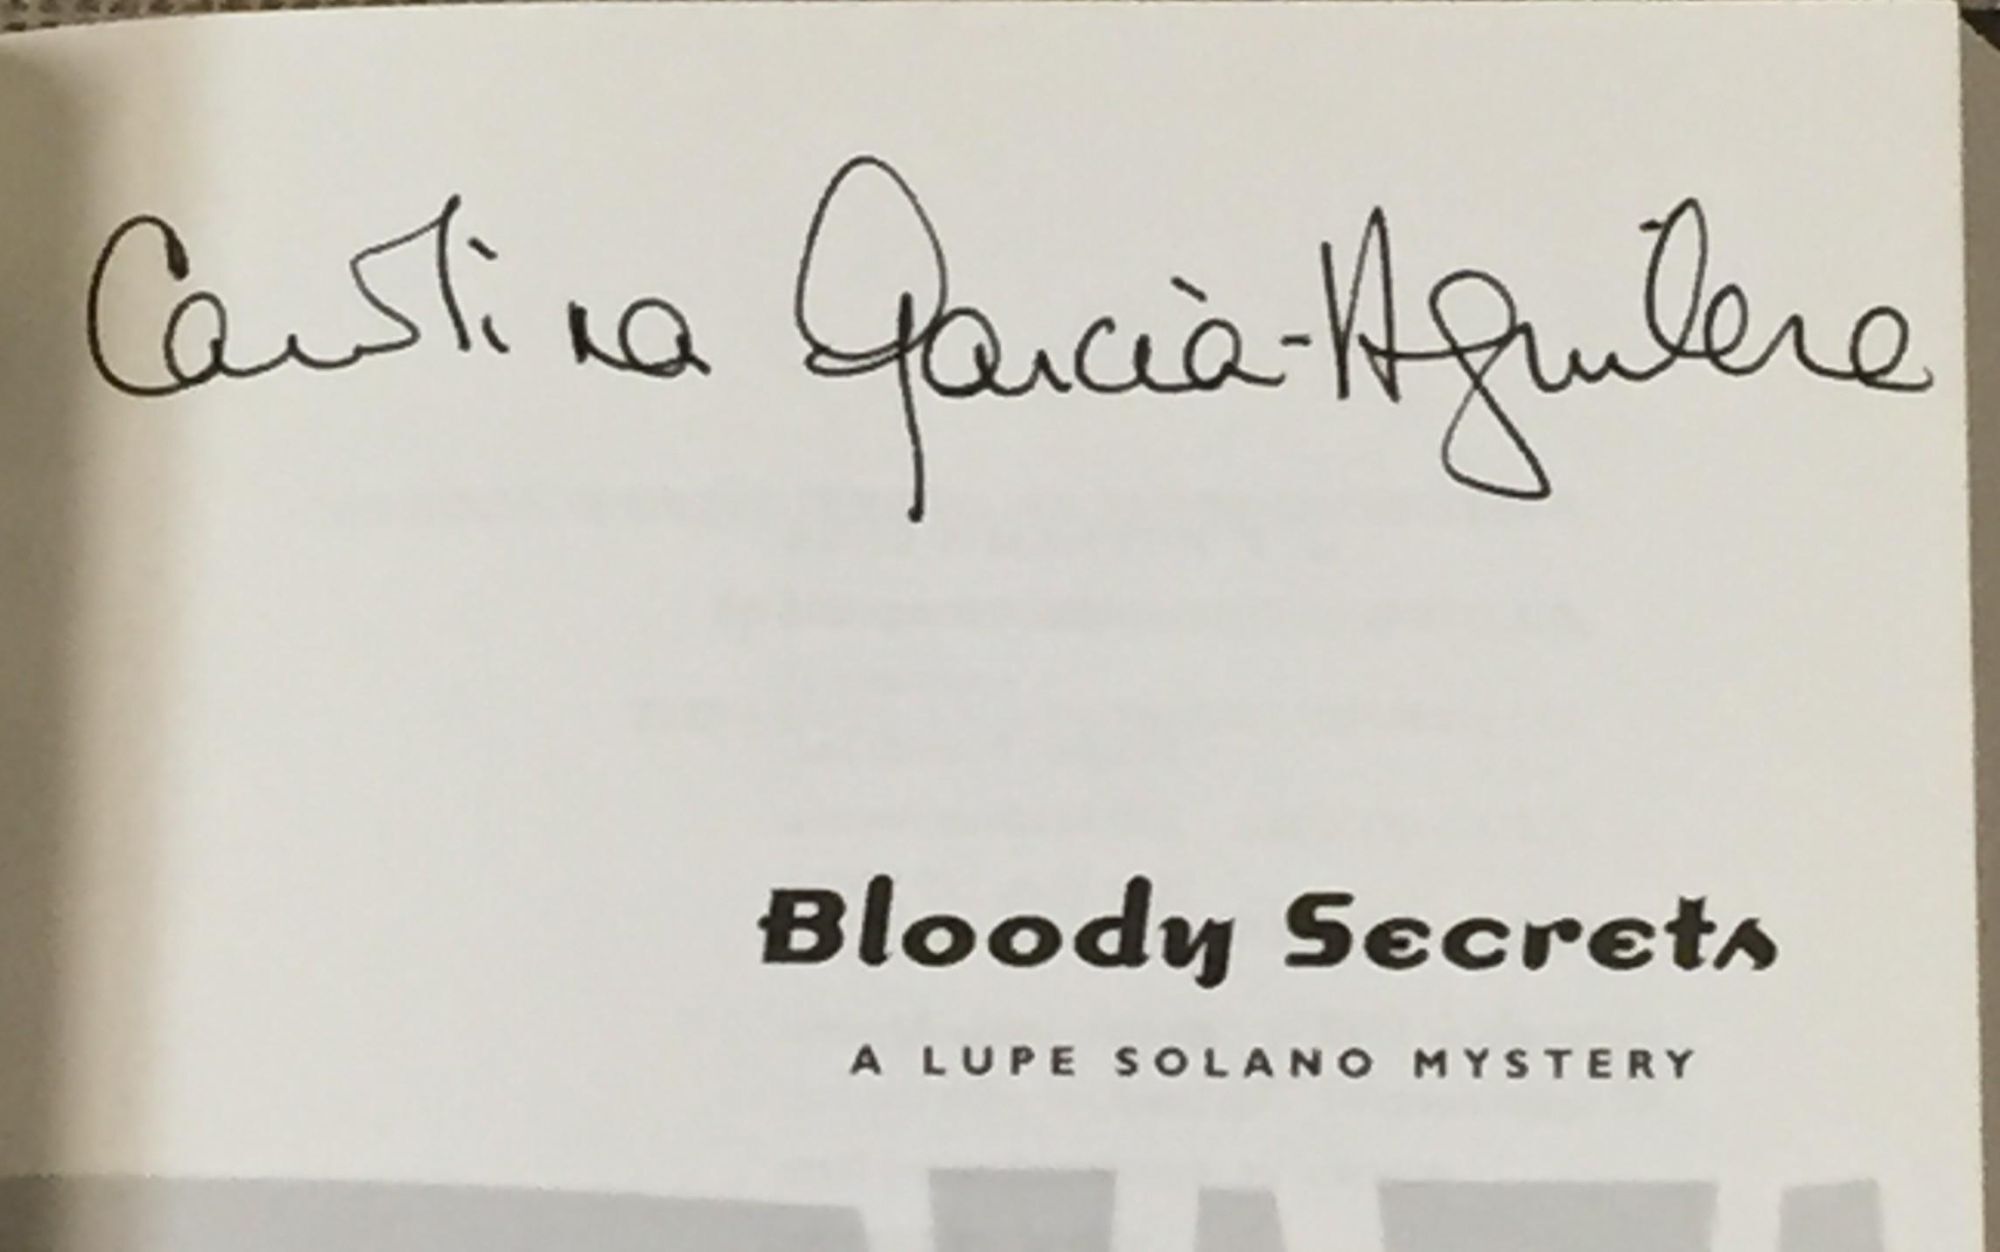 Carolina Garcia-Aguilera
Bloody Secrets
A LUPE SOLANO MYSTERY